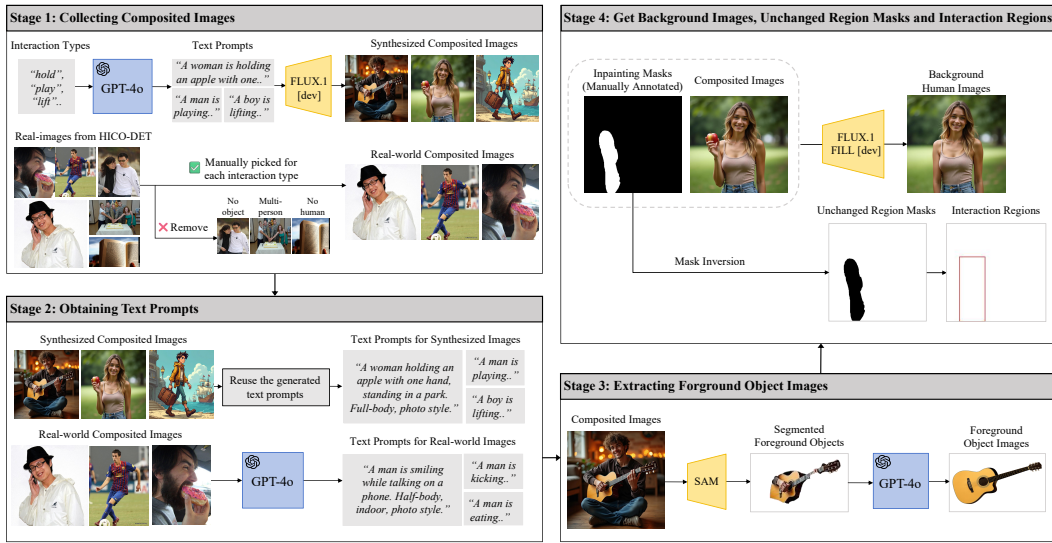 Stage 1: Collecting Composited Images
Interaction Types
Text Prompts
Synthesized Composited Images
“hold”,
“play”,
“lift”..
GPT-4o
“A woman is holding
an apple with one..”
“A man is
playing..”
“A boy is
lifting..”
FLUX.1
[dev]
Real-images from HICO-DET
Manually picked for
each interaction type
Real-world Composited Images
Remove
No
object
Multi-
person
No
human
Stage 2: Obtaining Text Prompts
Synthesized Composited Images
Text Prompts for Synthesized Images
Reuse the generated
text prompts
“A woman holding an
apple with one hand,
standing in a park.
Full-body, photo style.”
“A man is
playing..”
“A boy is
lifting..”
Real-world Composited Images
Text Prompts for Real-world Images
GPT-4o
“A man is smiling
while talking on a
phone. Half-body,
indoor, photo style.”
“A man is
kicking..”
“A man is
eating..”
Stage 4: Get Background Images, Unchanged Region Masks and Interaction Regions
Inpainting Masks
(Manually Annotated)
Composited Images
Background
Human Images
FLUX.1
FILL [dev]
Unchanged Region Masks
Interaction Regions
Mask Inversion
Stage 3: Extracting Forground Object Images
Composited Images
Segmented
Foreground Objects
Foreground
Object Images
SAM
GPT-4o